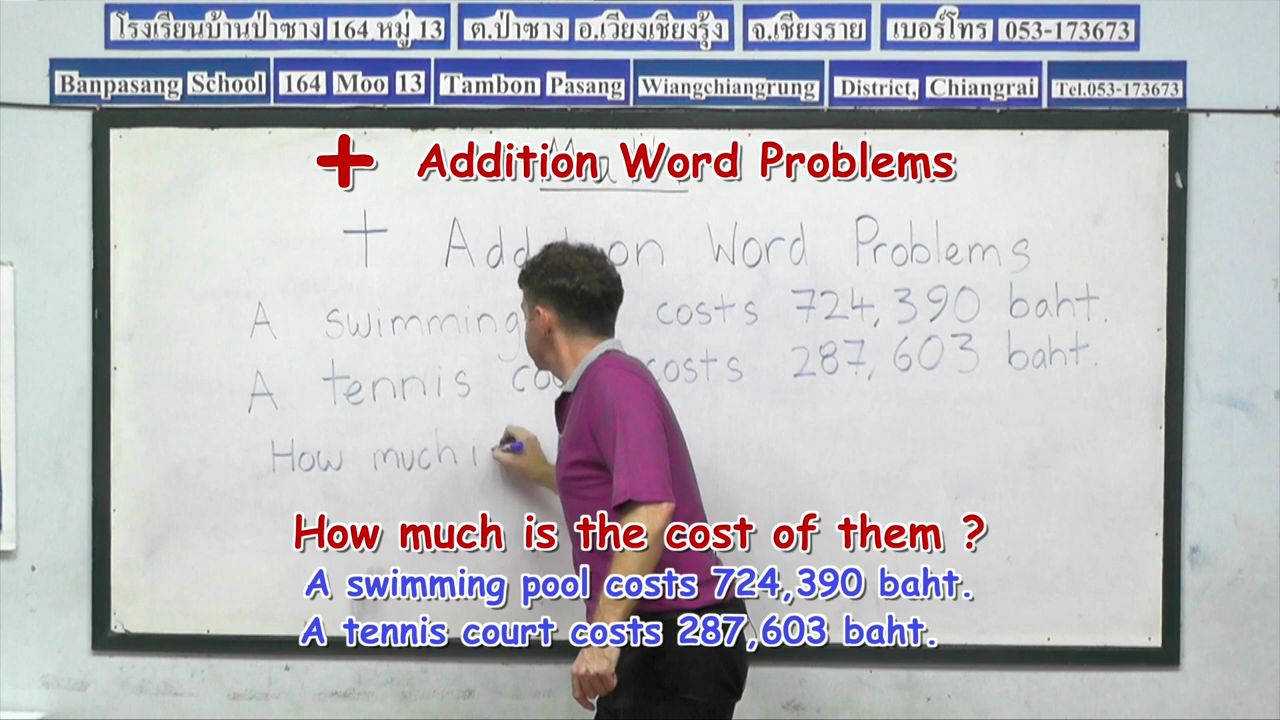 โรงเรียนบ้านป่าซาง 164 หมู่ 13 ต.ป่าซาง อ.เวียงเชียงรุ้ง จ.เชียงราย เบอร์โทร 053-173673
Banpasang School 164 Moo 13 Tambon Pasang Wiangchiangrung District, Chiangrai Tel.053-173673
+ Addition Word Problems
+ Addition Word Problems
A swimming costs 724,390 baht.
A tennis co costs 287,603 baht.
How much i
How much is the cost of them ?
A swimming pool costs 724,390 baht.
A tennis court costs 287,603 baht.